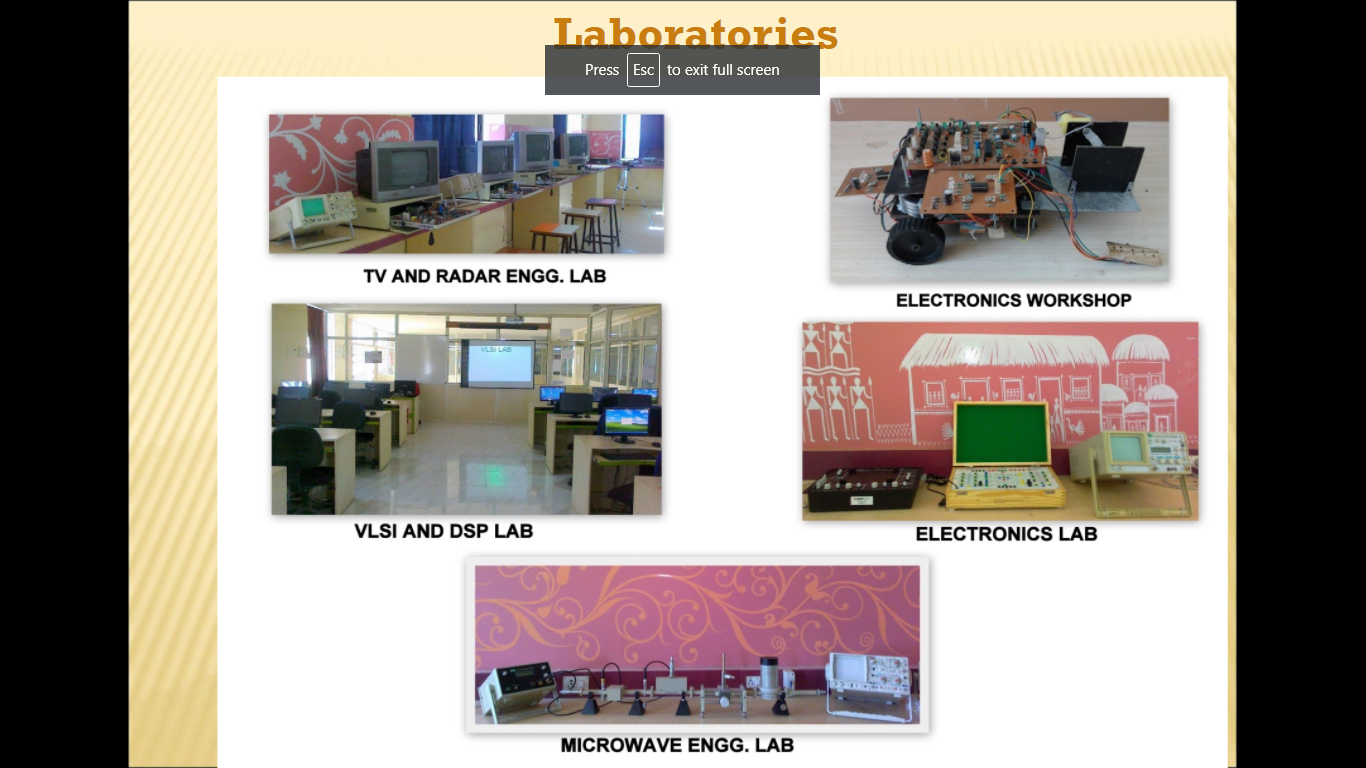 Laboratories
Press Esc to exit full screen
TV AND RADAR ENGG. LAB
ELECTRONICS WORKSHOP
VLSI LAB
VLSI AND DSP LAB
ELECTRONICS LAB
MICROWAVE ENGG. LAB